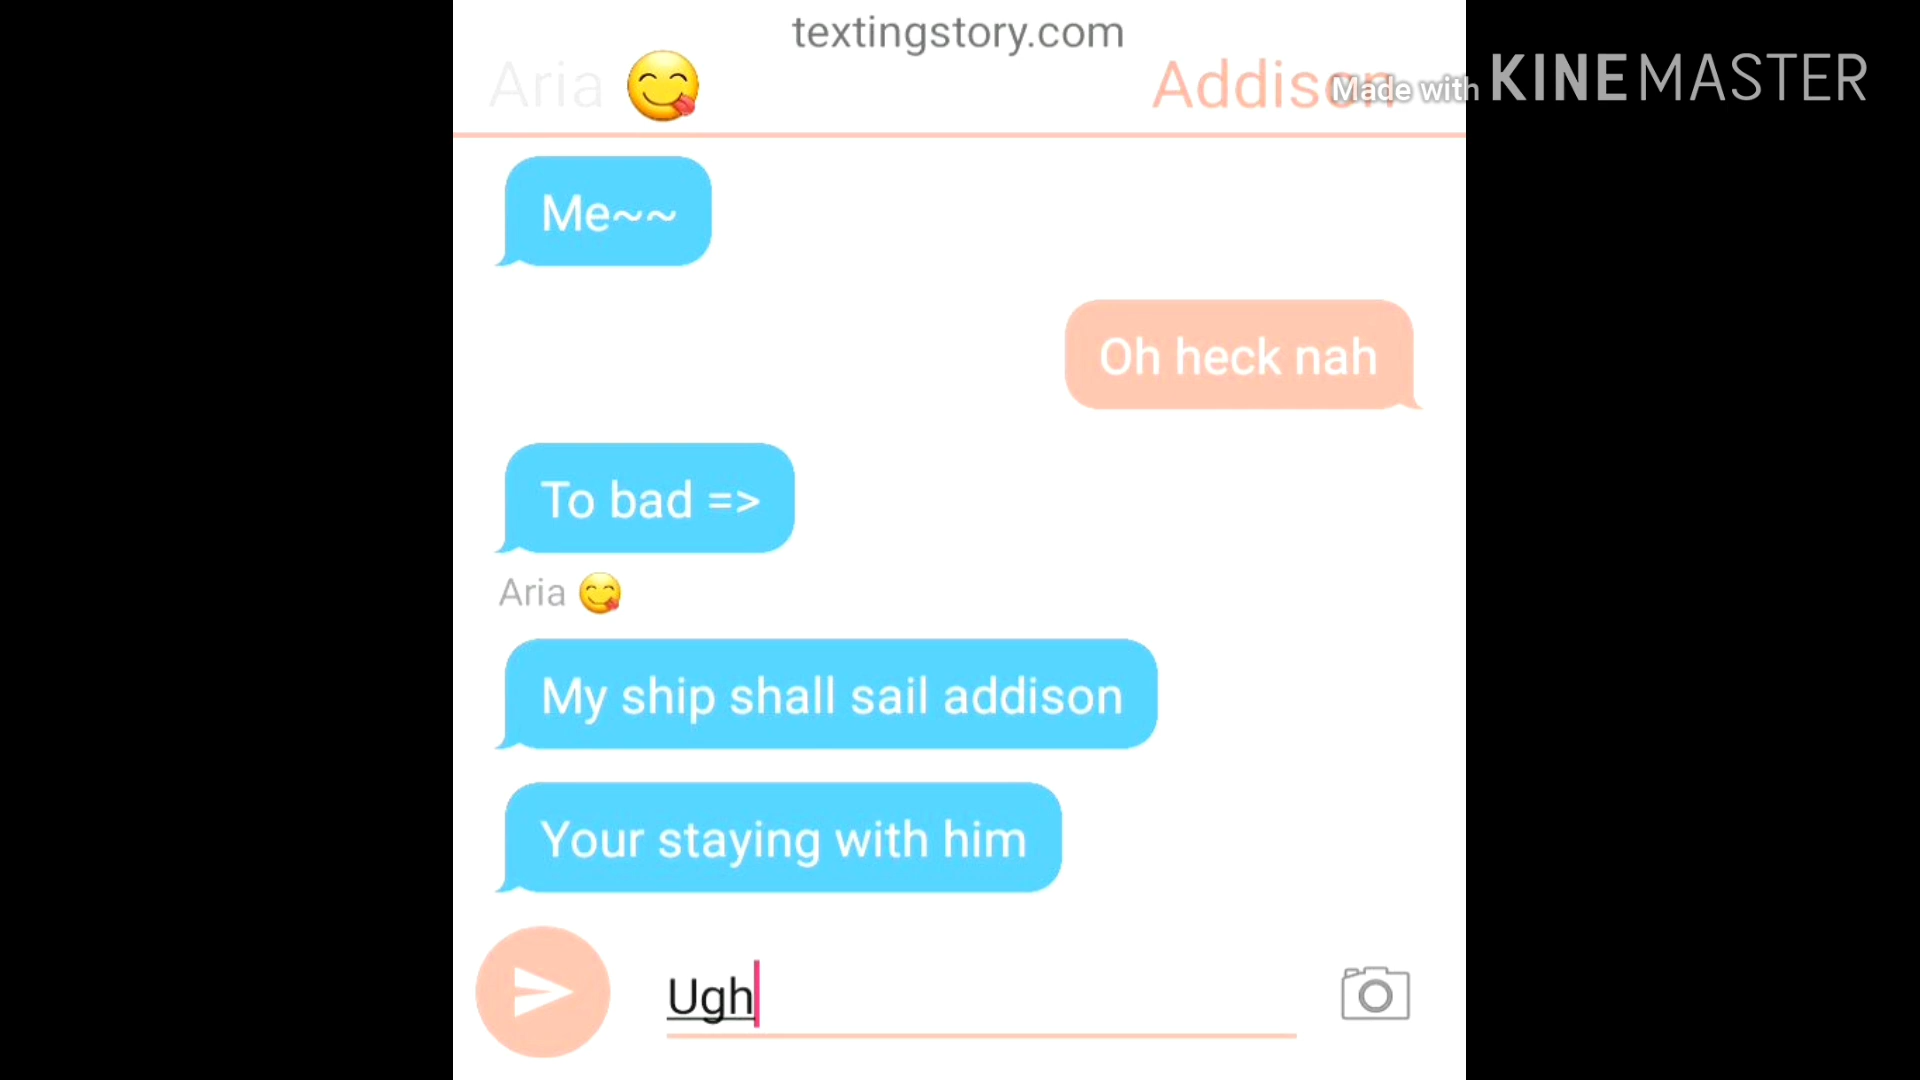 textingstory.com
Aria 😋 Addison
Made with KINEMASTER
Me~~
Oh heck nah
To bad =>
Aria 😋
My ship shall sail addison
Your staying with him
Ugh